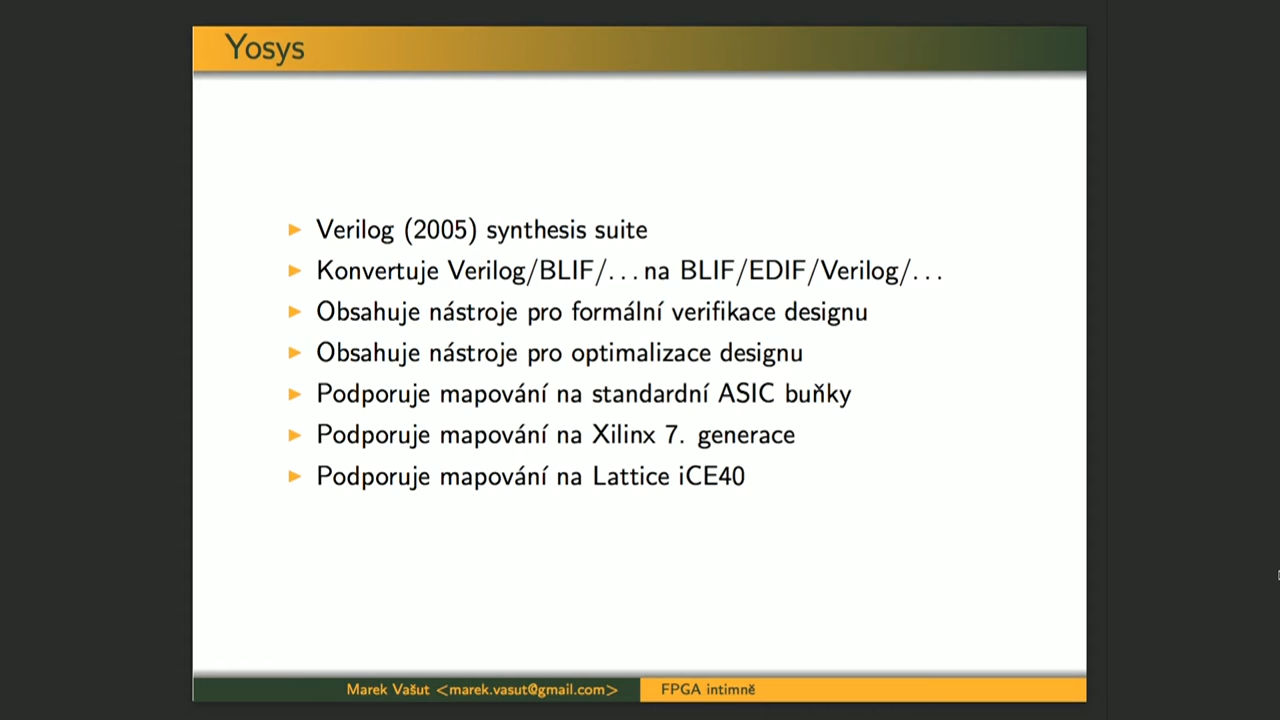 Yosys
Verilog (2005) synthesis suite
Konvertuje Verilog/BLIF/... na BLIF/EDIF/Verilog/...
Obsahuje nástroje pro formální verifikace designu
Obsahuje nástroje pro optimalizace designu
Podporuje mapování na standardní ASIC buňky
Podporuje mapování na Xilinx 7. generace
Podporuje mapování na Lattice iCE40
Marek Vašut <marek.vasut@gmail.com>
FPGA intimně